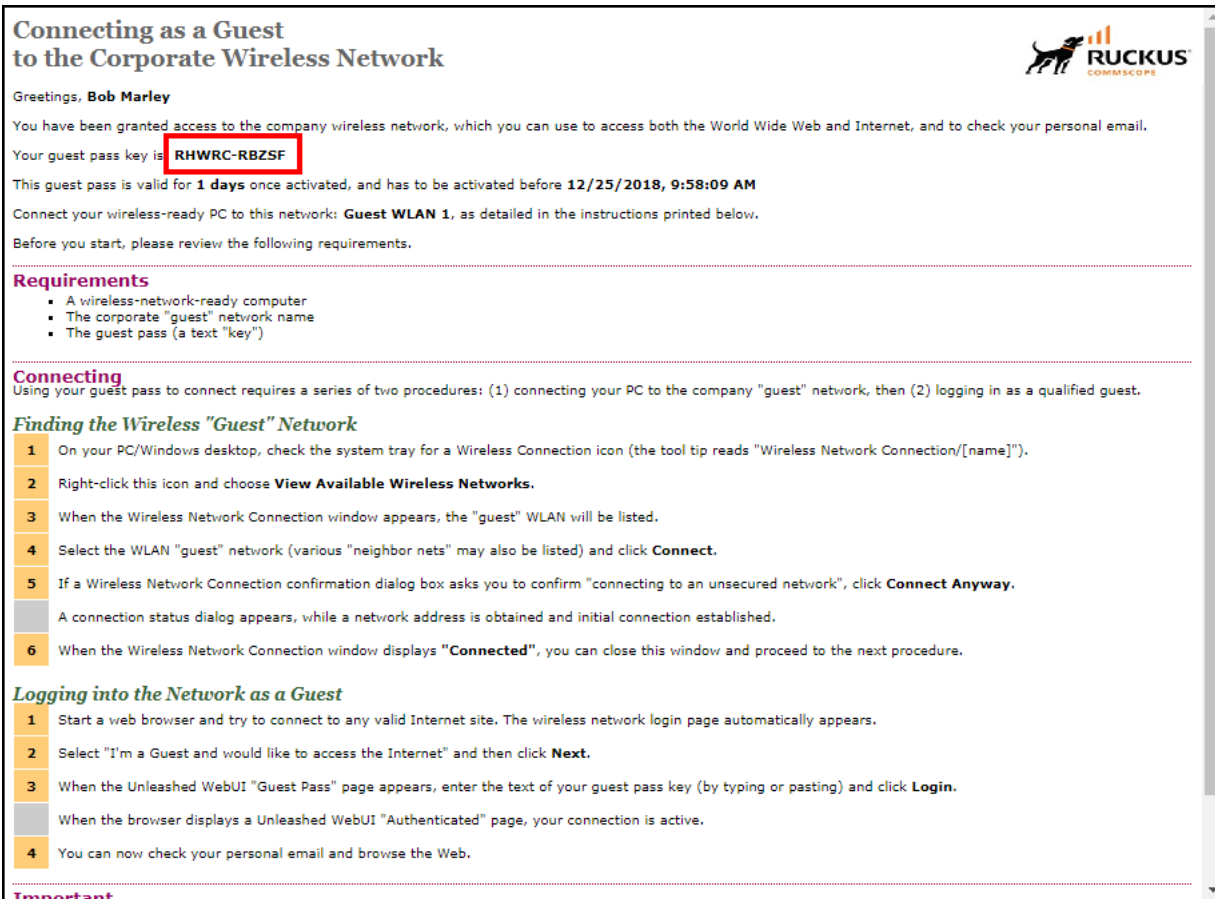 Connecting as a Guest
to the Corporate Wireless Network
RUCKUS
COMMSCOPE
Greetings, Bob Marley
You have been granted access to the company wireless network, which you can use to access both the World Wide Web and Internet, and to check your personal email.
Your guest pass key is RHWRC-RBZSF
This guest pass is valid for 1 days once activated, and has to be activated before 12/25/2018, 9:58:09 AM
Connect your wireless-ready PC to this network: Guest WLAN 1, as detailed in the instructions printed below.
Before you start, please review the following requirements.
Requirements
▪ A wireless-network-ready computer
▪ The corporate "guest" network name
▪ The guest pass (a text "key")
Connecting
Using your guest pass to connect requires a series of two procedures: (1) connecting your PC to the company "guest" network, then (2) logging in as a qualified guest.
Finding the Wireless "Guest" Network
1 On your PC/Windows desktop, check the system tray for a Wireless Connection icon (the tool tip reads "Wireless Network Connection/[name]").
2 Right-click this icon and choose View Available Wireless Networks.
3 When the Wireless Network Connection window appears, the "guest" WLAN will be listed.
4 Select the WLAN "guest" network (various "neighbor nets" may also be listed) and click Connect.
5 If a Wireless Network Connection confirmation dialog box asks you to confirm "connecting to an unsecured network", click Connect Anyway.
A connection status dialog appears, while a network address is obtained and initial connection established.
6 When the Wireless Network Connection window displays "Connected", you can close this window and proceed to the next procedure.
Logging into the Network as a Guest
1 Start a web browser and try to connect to any valid Internet site. The wireless network login page automatically appears.
2 Select "I'm a Guest and would like to access the Internet" and then click Next.
3 When the Unleashed WebUI "Guest Pass" page appears, enter the text of your guest pass key (by typing or pasting) and click Login.
When the browser displays a Unleashed WebUI "Authenticated" page, your connection is active.
4 You can now check your personal email and browse the Web.
Important